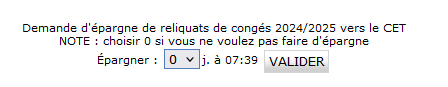 Demande d'épargne de reliquats de congés 2024/2025 vers le CET
NOTE : choisir 0 si vous ne voulez pas faire d'épargne
Épargner : 0 j. à 07:39 VALIDER